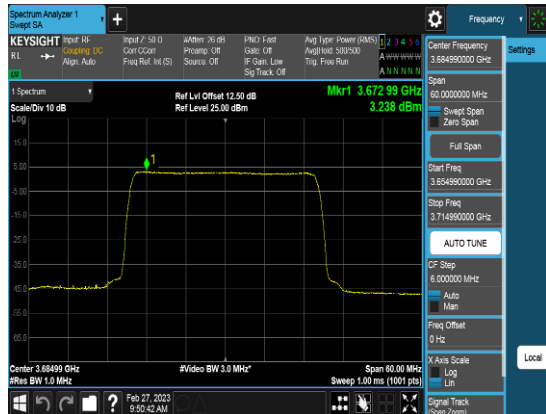 Spectrum Analyzer 1
Swept SA
+
Frequency
KEYSIGHT
Input: RF
Coupling: DC
Align: Auto
Input Z: 50 Ω
Corr CCorr
Freq Ref: Int (S)
#Atten: 26 dB
Preamp: Off
Source: Off
PNO: Fast
Gate: Off
IF Gain: Low
Sig Track: Off
Avg Type: Power (RMS)
Avg|Hold: 500/500
Trig: Free Run
1 2 3 4 5 6
A W W W W W
A N N N N N
RL
1 Spectrum
Scale/Div 10 dB
Ref Lvl Offset 12.50 dB
Ref Level 25.00 dBm
Mkr1 3.672 99 GHz
3.238 dBm
Log
15.0
5.00
1
-5.00
-15.0
-25.0
-35.0
-45.0
-55.0
-65.0
Center 3.68499 GHz
#Res BW 1.0 MHz
#Video BW 3.0 MHz*
Span 60.00 MHz
Sweep 1.00 ms (1001 pts)
?
Feb 27, 2023
9:50:42 AM
Center Frequency
3.684990000 GHz
Settings
Span
60.0000000 MHz
Swept Span
Zero Span
Full Span
Start Freq
3.654990000 GHz
Stop Freq
3.714990000 GHz
AUTO TUNE
CF Step
6.000000 MHz
Auto
Man
Freq Offset
0 Hz
X Axis Scale
Log
Lin
Local
Signal Track
(Span Zoom)